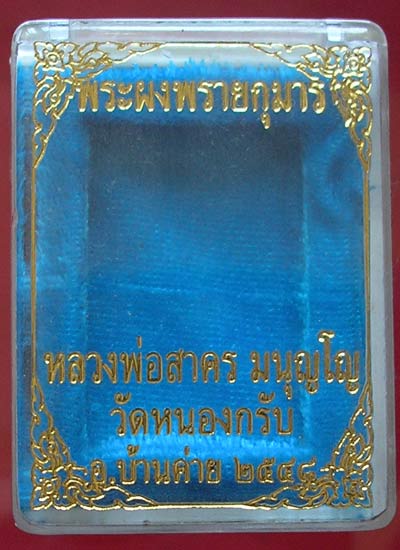 พระผงพรายกุมาร
หลวงพ่อสาคร มนุญฺโญ
วัดหนองกรับ
อ.บ้านค่าย ๒๕๔๘